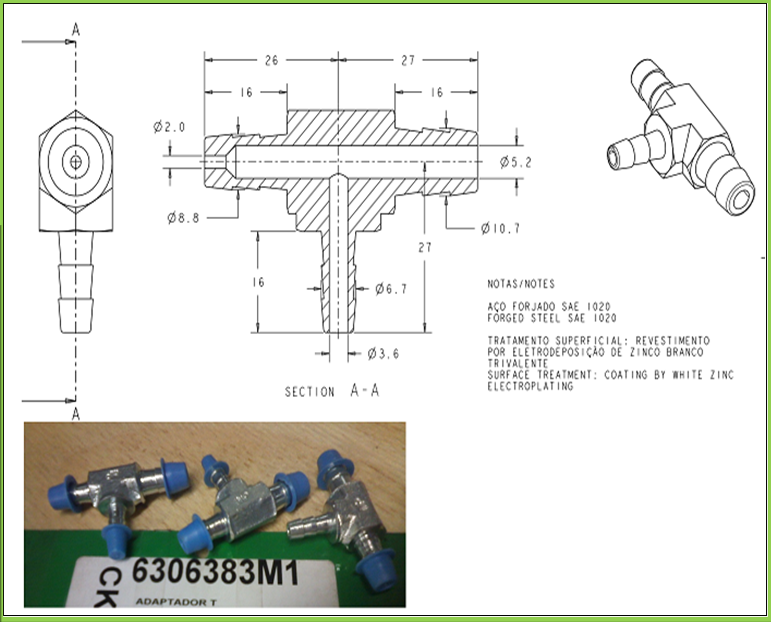 A
26
27
16
16
Ø2.0
Ø5.2
Ø8.8
Ø10.7
27
16
Ø6.7
Ø3.6
SECTION A-A
A
NOTAS/NOTES
AÇO FORJADO SAE 1020
FORGED STEEL SAE 1020
TRATAMENTO SUPERFICIAL: REVESTIMENTO
POR ELETRODEPOSIÇÃO DE ZINCO BRANCO
TRIVALENTE
SURFACE TREATMENT: COATING BY WHITE ZINC
ELECTROPLATING
CK
6306383M1
ADAPTADOR T